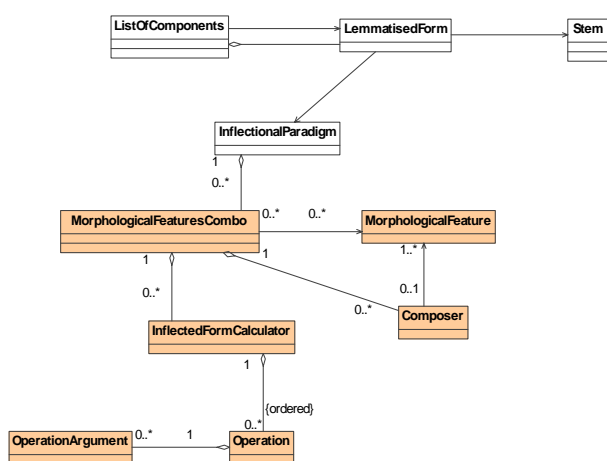 ListOfComponents LemmatisedForm Stem
InflectionalParadigm
1
0..*
MorphologicalFeaturesCombo 0..* 0..* MorphologicalFeature
1 1 1..*
0..* 0..1
0..* Composer
InflectedFormCalculator
1
{ordered}
OperationArgument 0..* 1 0..*
Operation